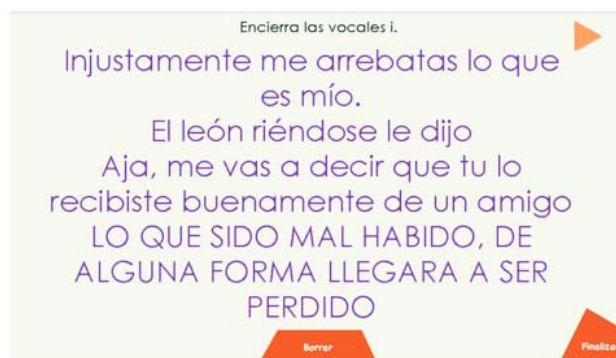 Encierra las vocales i.
Injustamente me arrebatas lo que
es mío.
El león riéndose le dijo
Aja, me vas a decir que tu lo
recibiste buenamente de un amigo
LO QUE SIDO MAL HABIDO, DE
ALGUNA FORMA LLEGARA A SER
PERDIDO
Borrar
Finaliza